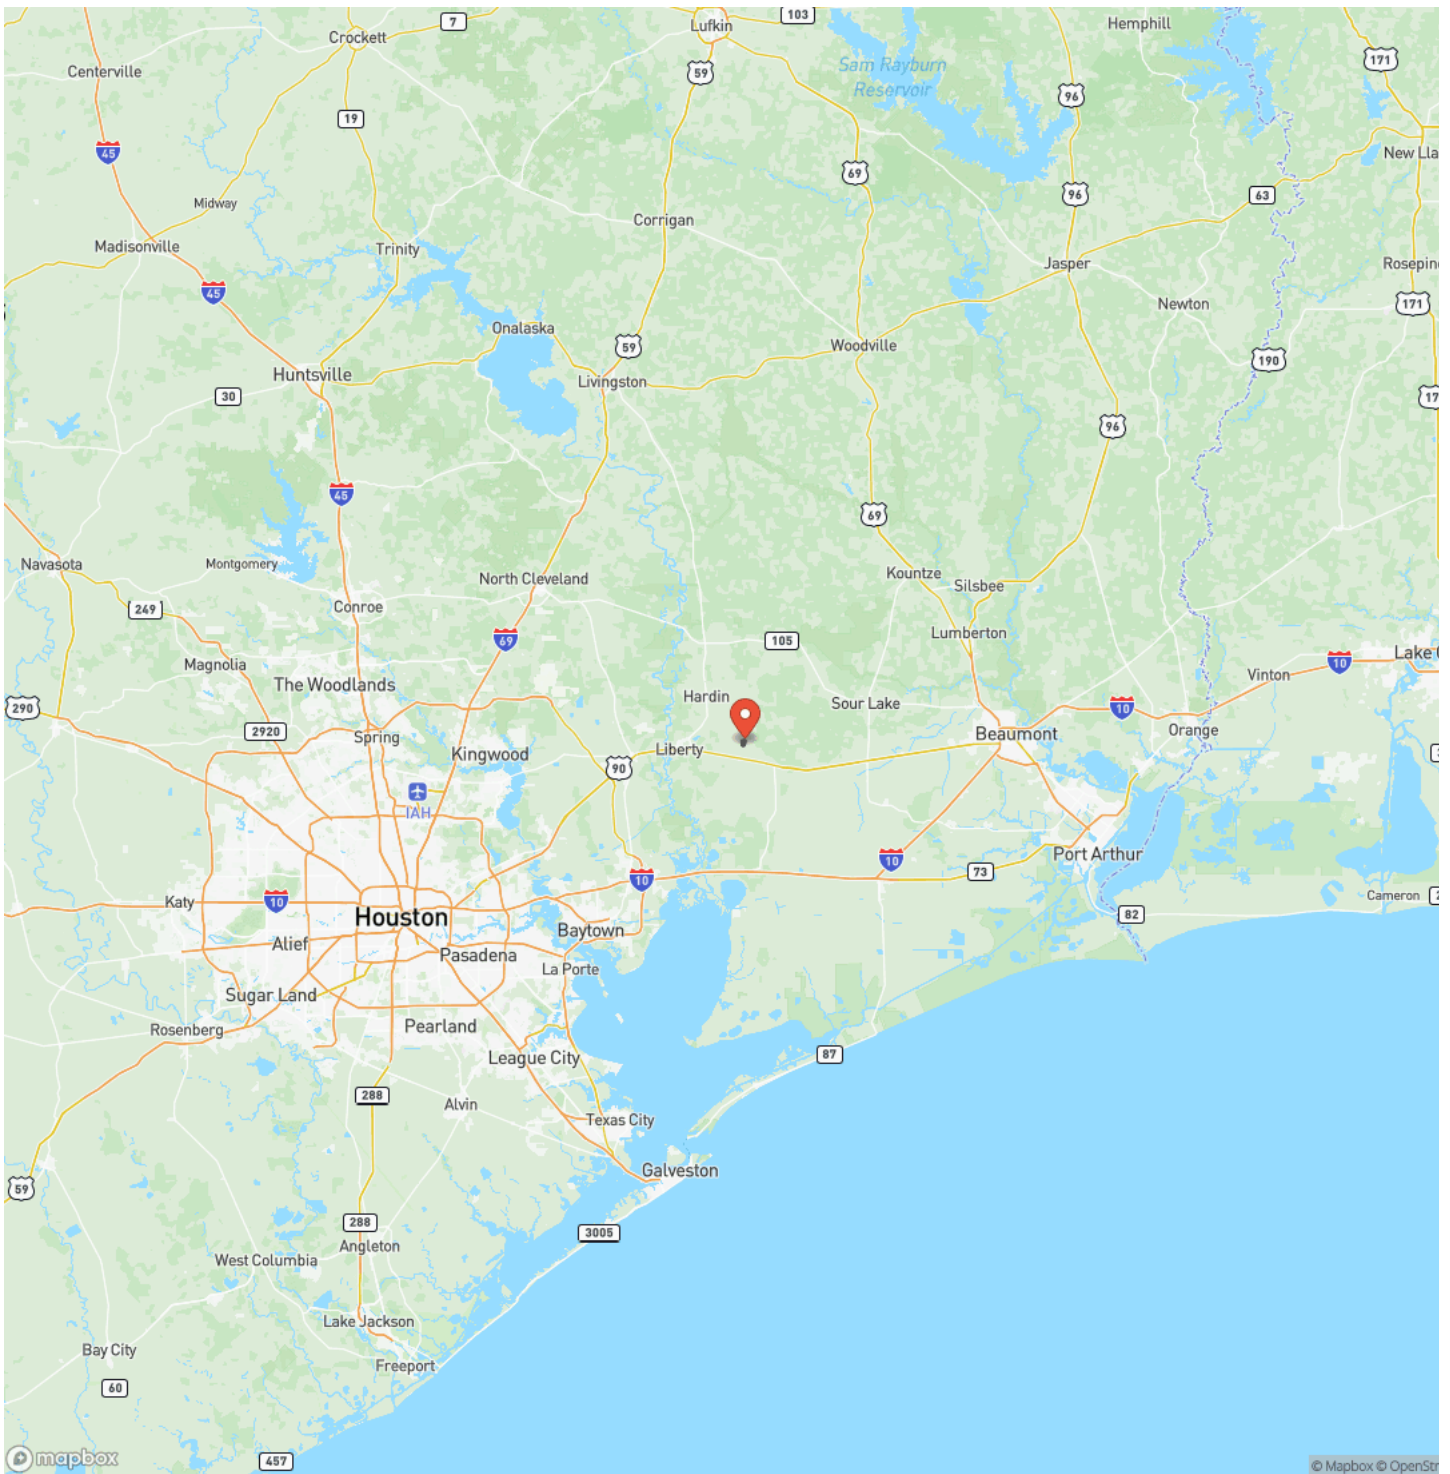 7
103
Hemphill
Crockett
Lufkin
Centerville
59
Sam Rayburn
Reservoir
171
96
19
45
New Lla
69
96
63
Midway
Corrigan
Madisonville
Trinity
Jasper
Rosepin
45
Newton
171
Onalaska
59
Woodville
190
Huntsville
Livingston
30
17
96
45
69
Navasota
Montgomery
North Cleveland
Kountze
Silsbee
249
Conroe
69
105
Lumberton
Magnolia
Lake
10
Vinton
The Woodlands
Hardin
Sour Lake
290
10
2920
Spring
Kingwood
Liberty
Beaumont
Orange
90
IAH
Port Arthur
10
10
73
Katy
10
Cameron
Houston
82
Alief
Baytown
Pasadena
La Porte
Sugar Land
Rosenberg
Pearland
League City
87
288
Alvin
Texas City
Galveston
59
288
3005
Angleton
West Columbia
Lake Jackson
Bay City
Freeport
60
mapbox
457
© Mapbox © OpenStr